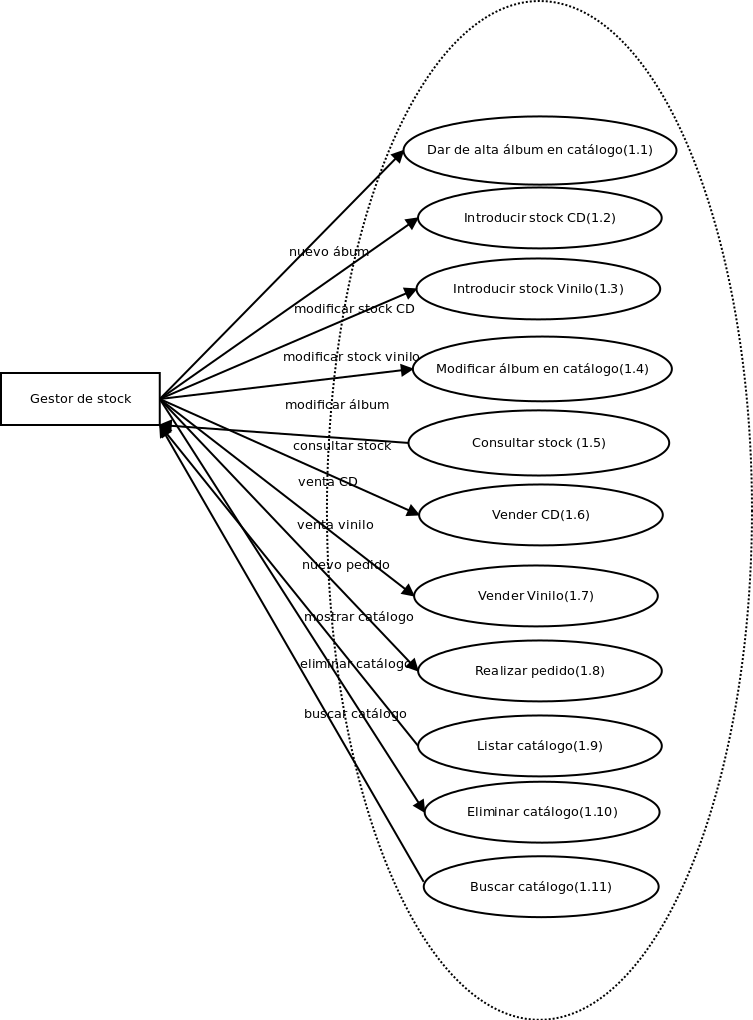 Dar de alta álbum en catálogo(1.1)
Introducir stock CD(1.2)
nuevo ábum
Introducir stock Vinilo(1.3)
modificar stock CD
modificar stock vinilo
Modificar álbum en catálogo(1.4)
Gestor de stock
modificar álbum
consultar stock
Consultar stock (1.5)
venta CD
Vender CD(1.6)
venta vinilo
nuevo pedido
Vender Vinilo(1.7)
mostrar catálogo
eliminar catálogo
Realizar pedido(1.8)
buscar catálogo
Listar catálogo(1.9)
Eliminar catálogo(1.10)
Buscar catálogo(1.11)